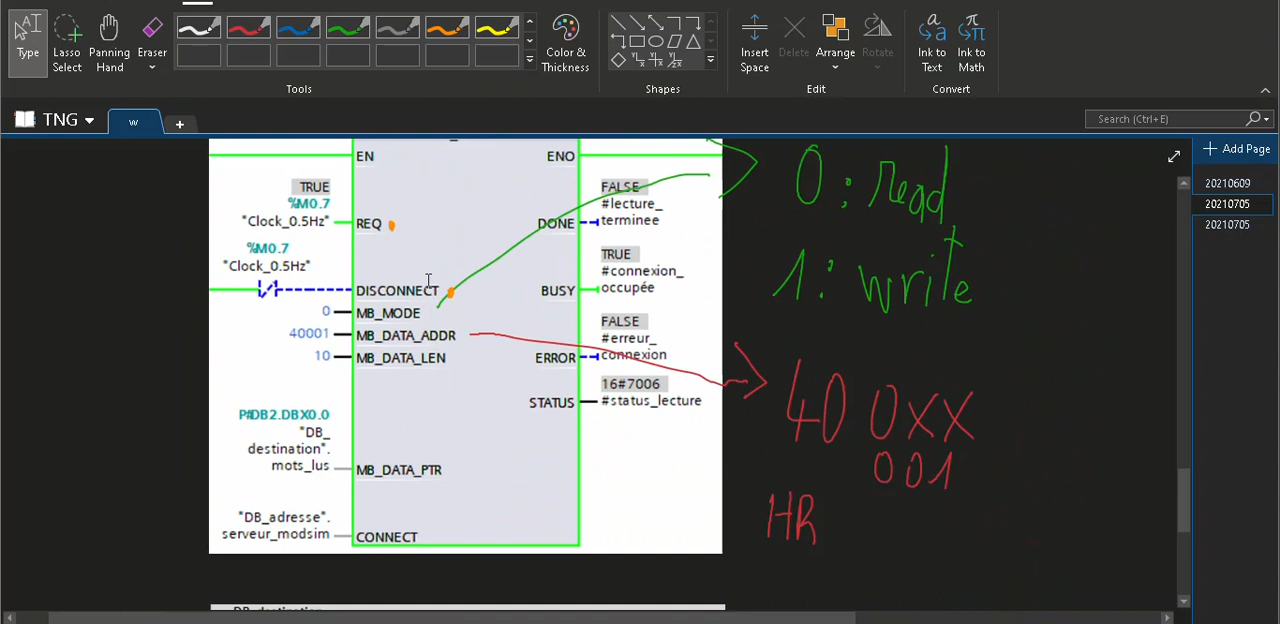 Type
Lasso
Select
Panning
Hand
Eraser
Color &
Thickness
Insert
Space
Delete
Arrange
Rotate
Ink to
Text
Ink to
Math
Tools
Shapes
Edit
Convert
TNG
w
Search (Ctrl+E)
Add Page
20210609
20210705
20210705
EN
ENO
TRUE
%M0.7
"Clock_0.5Hz"
REQ
FALSE
#lecture_
terminee
DONE
%M0.7
"Clock_0.5Hz"
DISCONNECT
TRUE
#connexion_
occupée
BUSY
0
MB_MODE
40001
MB_DATA_ADDR
10
MB_DATA_LEN
FALSE
#erreur_
connexion
ERROR
16#7006
#status_lecture
STATUS
P#DB2.DBX0.0
"DB_
destination".
mots_lus
MB_DATA_PTR
"DB_adresse".
serveur_modsim
CONNECT
0 : read
1 : write
40 0XX
001
HR